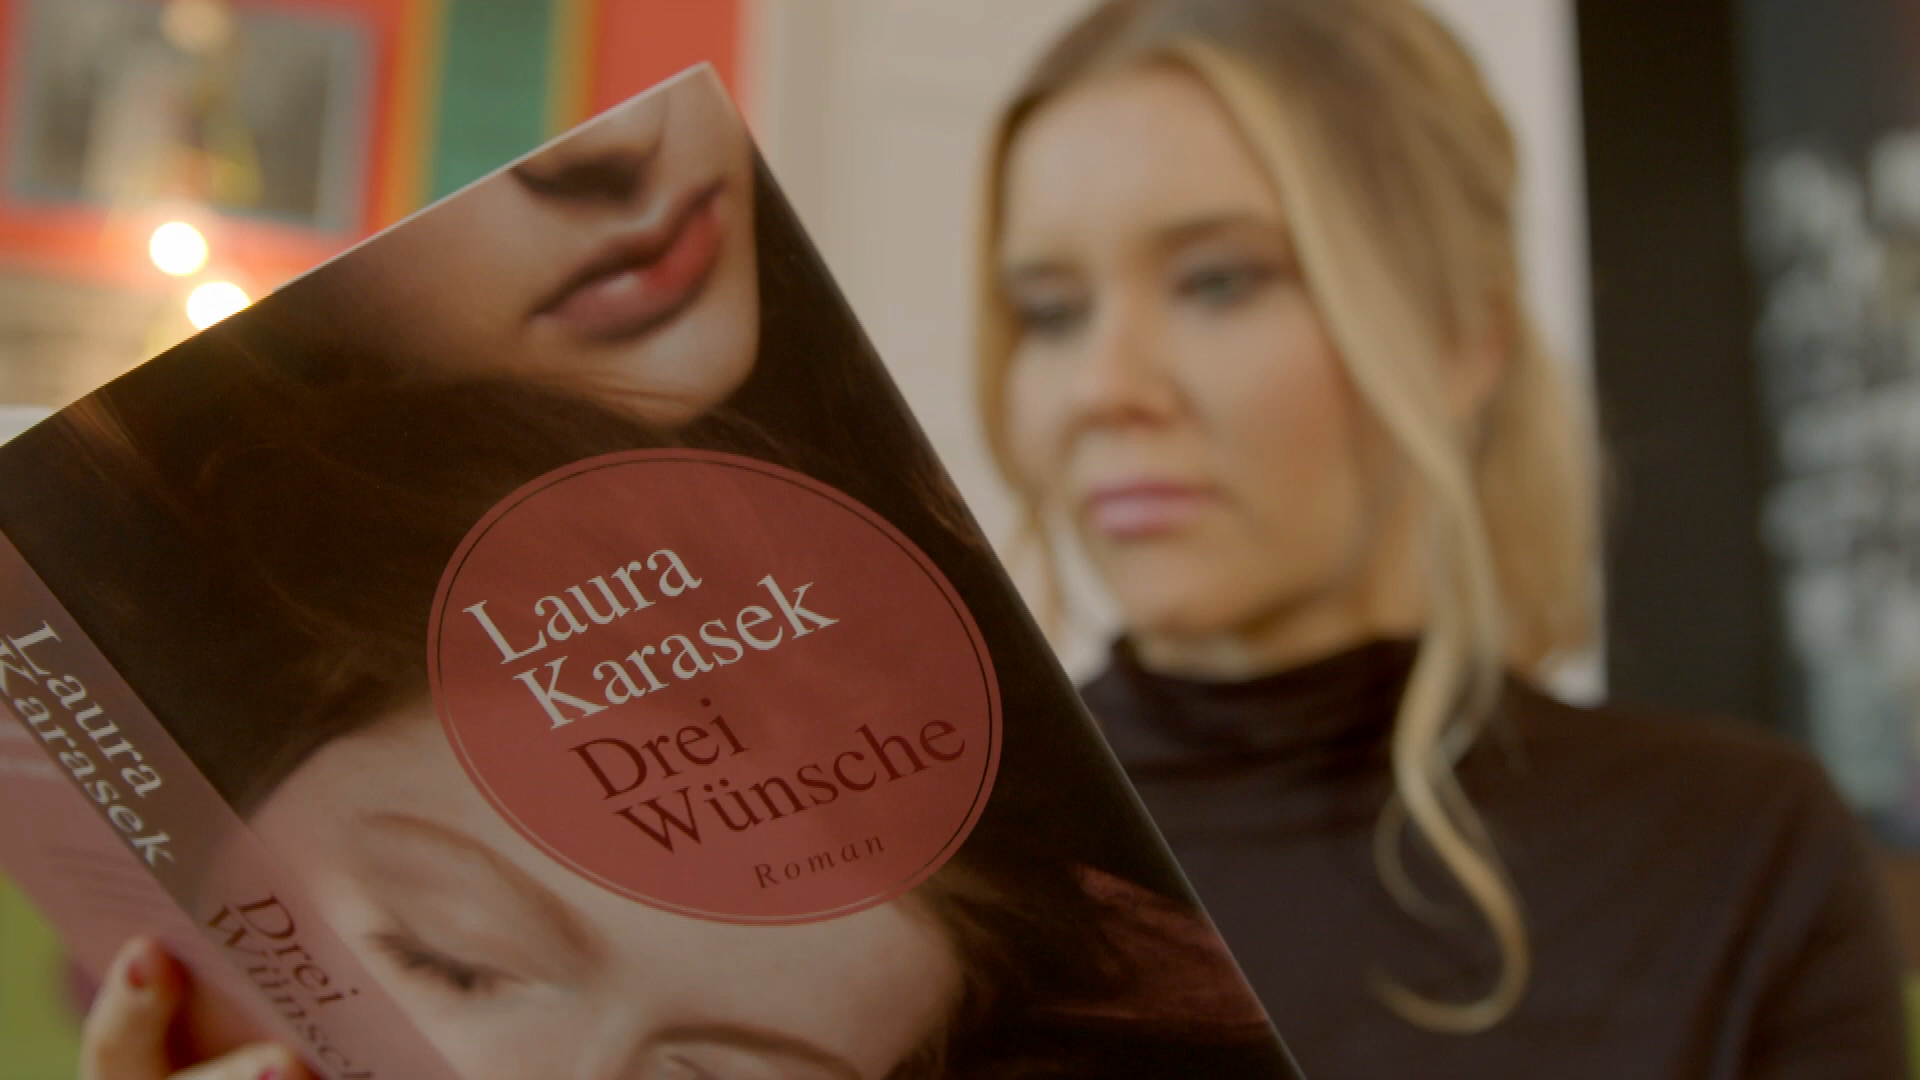 Laura
Karasek
Drei
Wünsche
Roman
Laura
Karasek
Drei